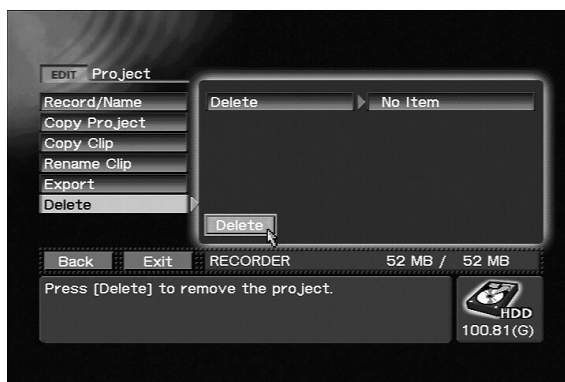 EDIT Project
Record/Name
Delete No Item
Copy Project
Copy Clip
Rename Clip
Export
Delete
Delete
Back Exit RECORDER 52 MB / 52 MB
Press [Delete] to remove the project.
HDD
100.81(G)